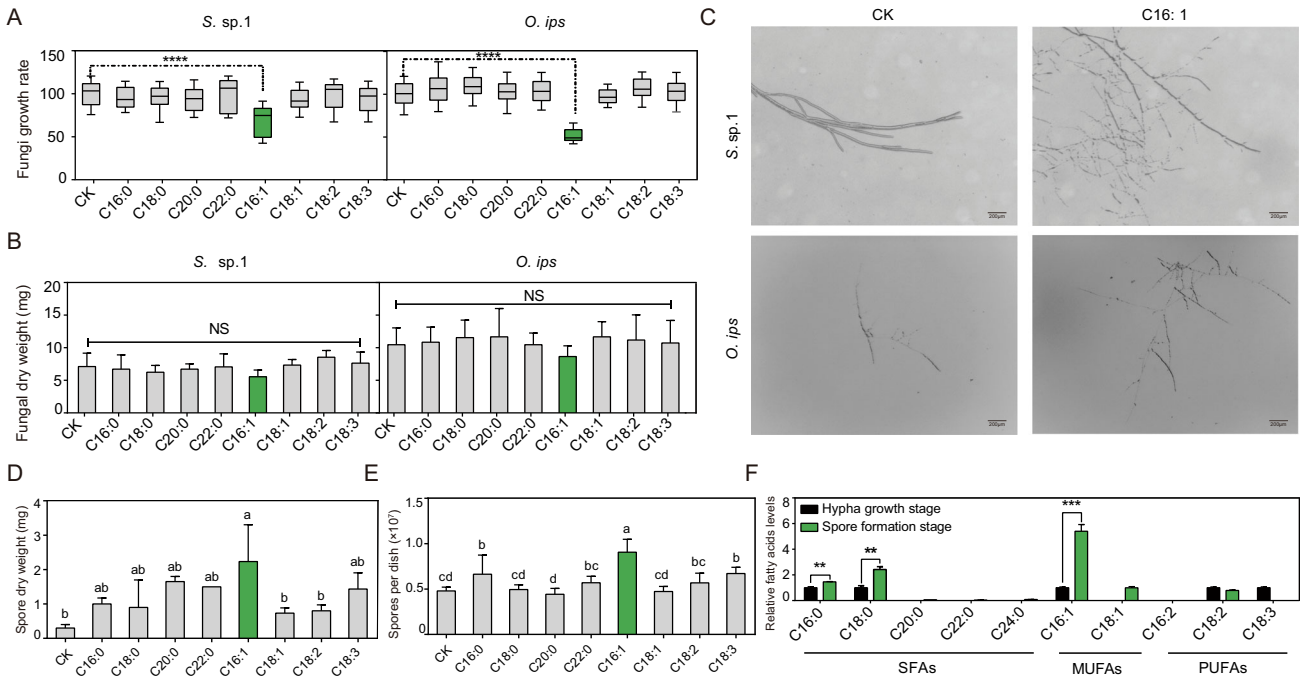 A
S. sp.1
O. ips
Fungi growth rate
150
100
50
0
****
****
CK C16:0 C18:0 C20:0 C22:0 C16:1 C18:1 C18:2 C18:3
CK C16:0 C18:0 C20:0 C22:0 C16:1 C18:1 C18:2 C18:3
B
S. sp.1
O. ips
Fungal dry weight (mg)
20
15
10
5
0
NS
NS
CK C16:0 C18:0 C20:0 C22:0 C16:1 C18:1 C18:2 C18:3
CK C16:0 C18:0 C20:0 C22:0 C16:1 C18:1 C18:2 C18:3
C
CK
C16: 1
S. sp.1
200μm
200μm
O. ips
200μm
200μm
D
Spore dry weight (mg)
4
3
2
1
0
b ab ab ab ab a b b ab
CK C16:0 C18:0 C20:0 C22:0 C16:1 C18:1 C18:2 C18:3
E
Spores per dish (×10⁷)
1.5
1.0
0.5
0
cd b cd d bc a cd bc b
CK C16:0 C18:0 C20:0 C22:0 C16:1 C18:1 C18:2 C18:3
F
Relative fatty acids levels
8
6
4
2
0
Hypha growth stage
Spore formation stage
**
**
***
C16:0 C18:0 C20:0 C22:0 C24:0 C16:1 C18:1 C16:2 C18:2 C18:3
SFAs
MUFAs
PUFAs